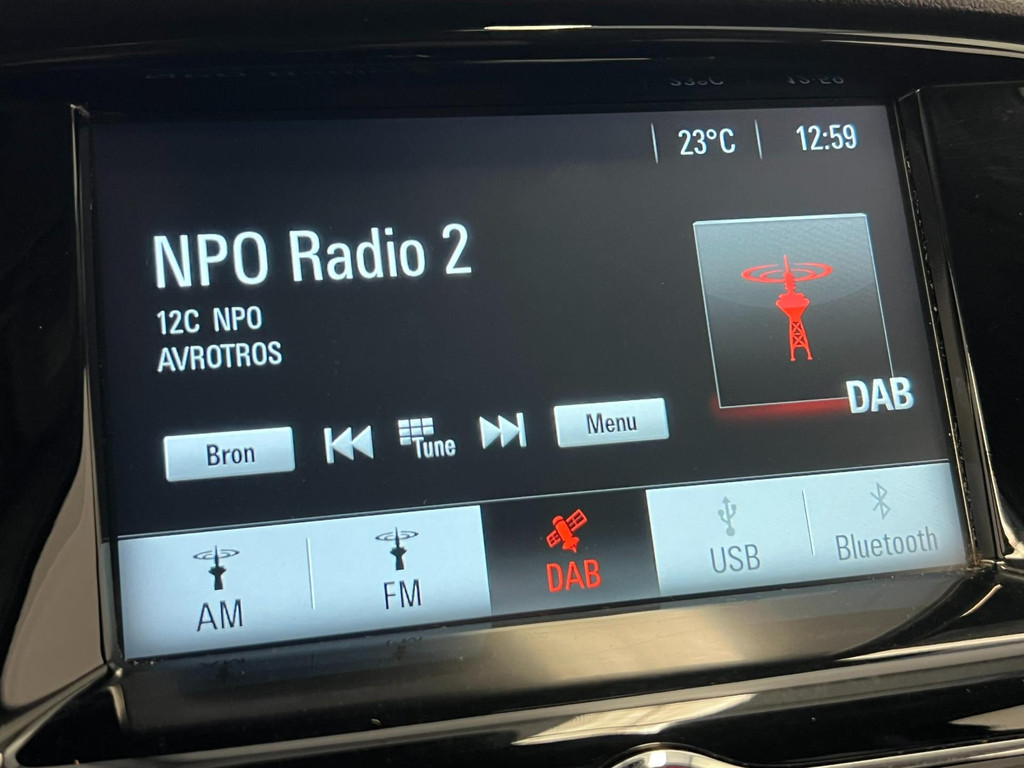 23°C 12:59
NPO Radio 2
12C NPO
AVROTROS
DAB
Bron Tune Menu
AM FM DAB USB Bluetooth